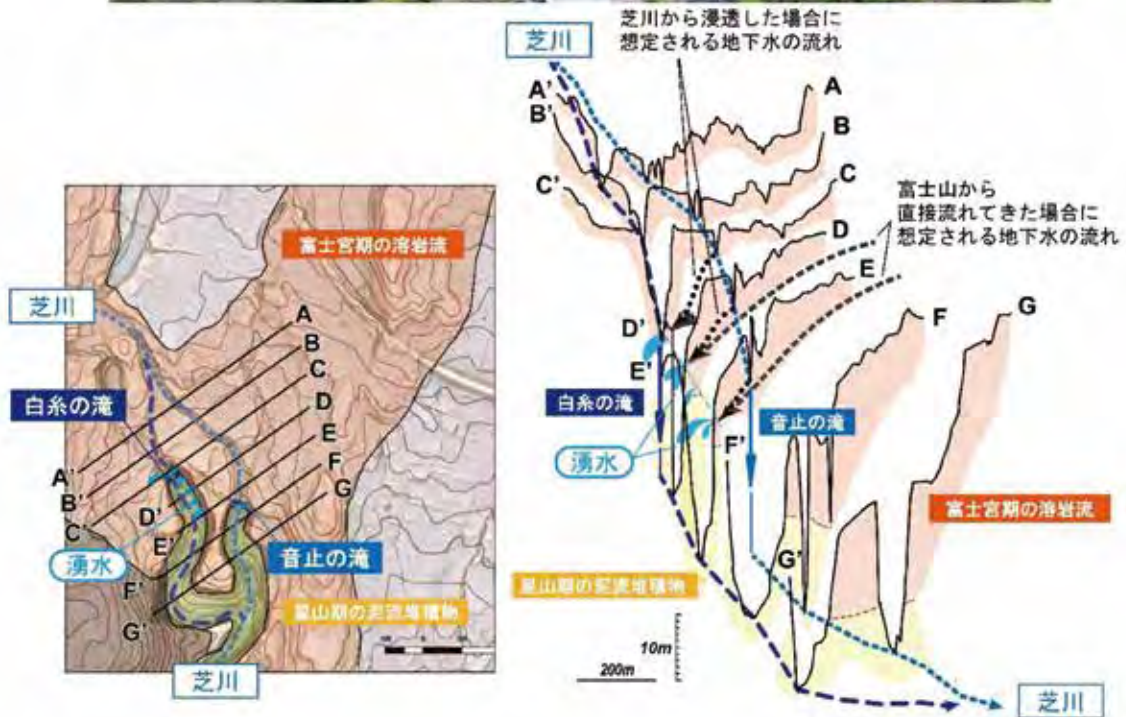 芝川から浸透した場合に
想定される地下水の流れ
芝川
A'
B'
C'
A
B
C
D
E
F
G
富士山から
直接流れてきた場合に
想定される地下水の流れ
D'
E'
白糸の滝
湧水
F'
音止の滝
G'
富士宮期の溶岩流
星山期の泥流堆積物
10m
200m
芝川
富士宮期の溶岩流
芝川
A
B
C
D
E
F
G
白糸の滝
A'
B'
C'
D'
E'
湧水
F'
G'
音止の滝
星山期の泥流堆積物
芝川